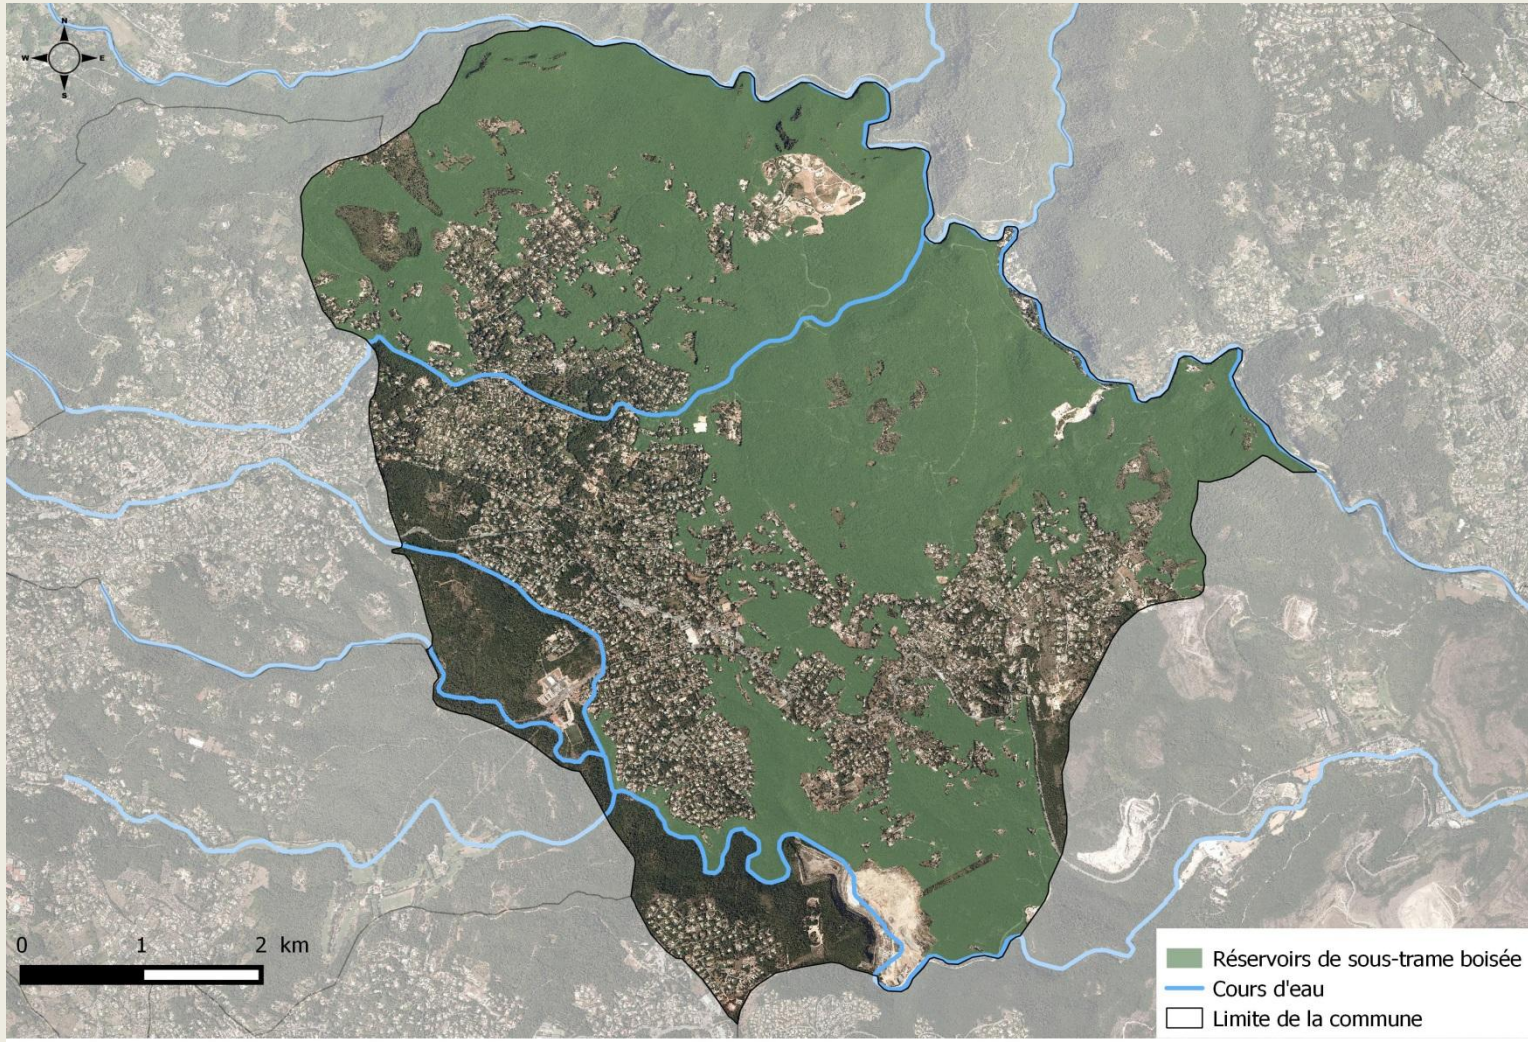 N
W E
S
0 1 2 km
Réservoirs de sous-trame boisée
Cours d'eau
Limite de la commune